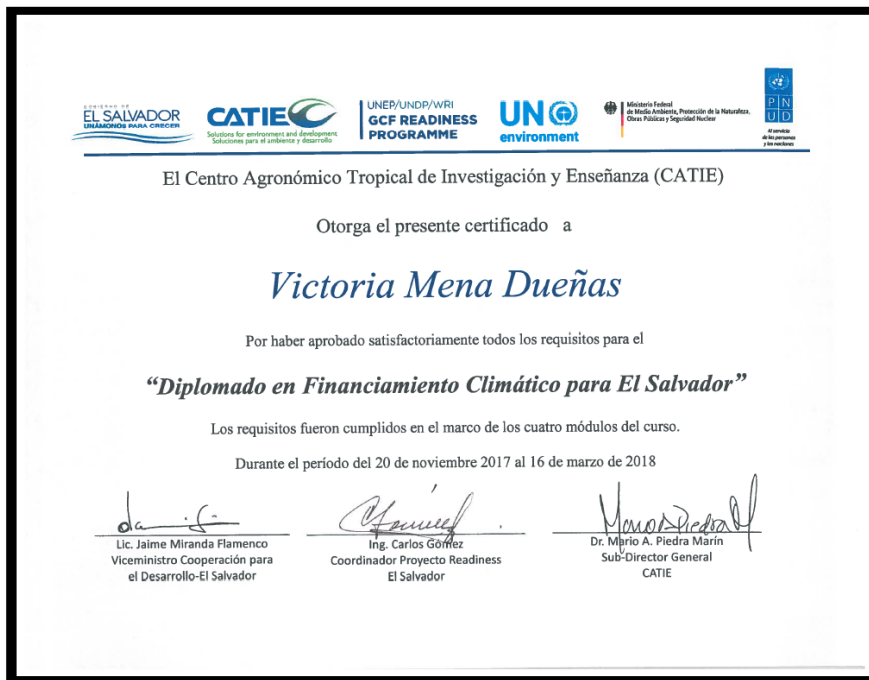 GOBIERNO DE
EL SALVADOR
UNÁMONOS PARA CRECER
CATIE
Solutions for environment and development
Soluciones para el ambiente y desarrollo
UNEP/UNDP/WRI
GCF READINESS
PROGRAMME
UN
environment
Ministerio Federal
de Medio Ambiente, Protección de la Naturaleza,
Obras Públicas y Seguridad Nuclear
P N
U D
Al servicio
de las personas
y las naciones
El Centro Agronómico Tropical de Investigación y Enseñanza (CATIE)
Otorga el presente certificado a
Victoria Mena Dueñas
Por haber aprobado satisfactoriamente todos los requisitos para el
“Diplomado en Financiamiento Climático para El Salvador”
Los requisitos fueron cumplidos en el marco de los cuatro módulos del curso.
Durante el período del 20 de noviembre 2017 al 16 de marzo de 2018
Lic. Jaime Miranda Flamenco
Viceministro Cooperación para
el Desarrollo-El Salvador
Ing. Carlos Gómez
Coordinador Proyecto Readiness
El Salvador
Dr. Mario A. Piedra Marín
Sub-Director General
CATIE